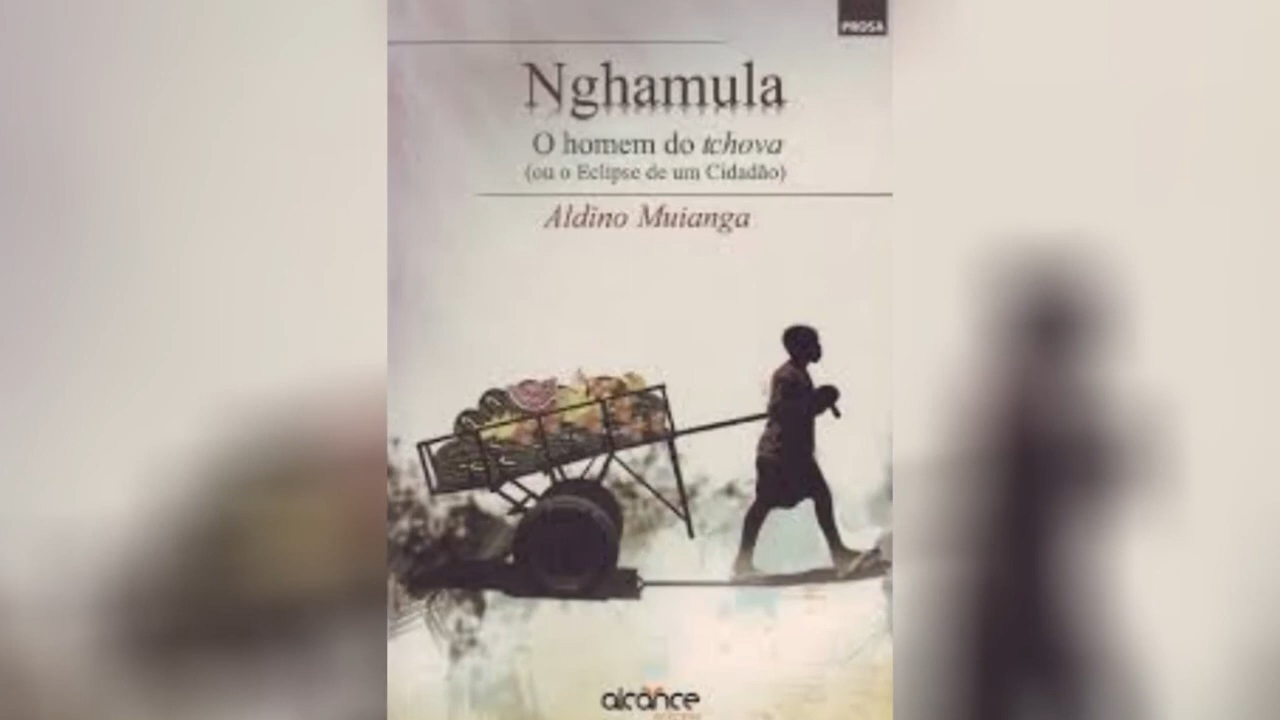 PROSA
Nghamula
O homem do tchova
(ou o Eclipse de um Cidadão)
Aldino Muianga
alcance